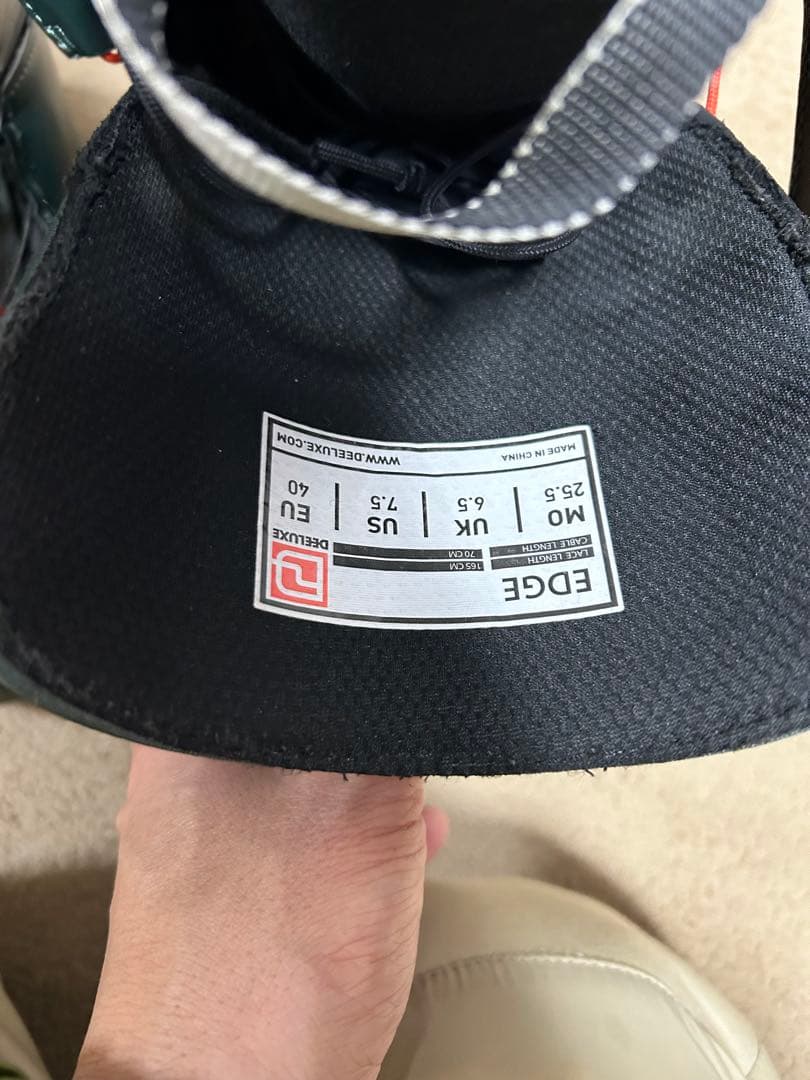 EDGE
DEELUXE
LACE LENGTH 165 CM
CABLE LENGTH 70 CM
MO | UK | US | EU
25.5 | 6.5 | 7.5 | 40
MADE IN CHINA WWW.DEELUXE.COM